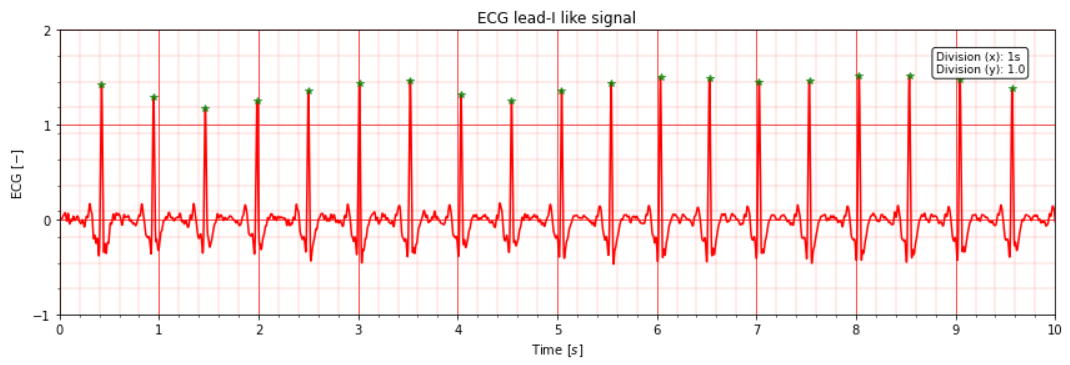 ECG lead-I like signal
2
1
0
−1
ECG [−]
Division (x): 1s
Division (y): 1.0
0 1 2 3 4 5 6 7 8 9 10
Time [s]